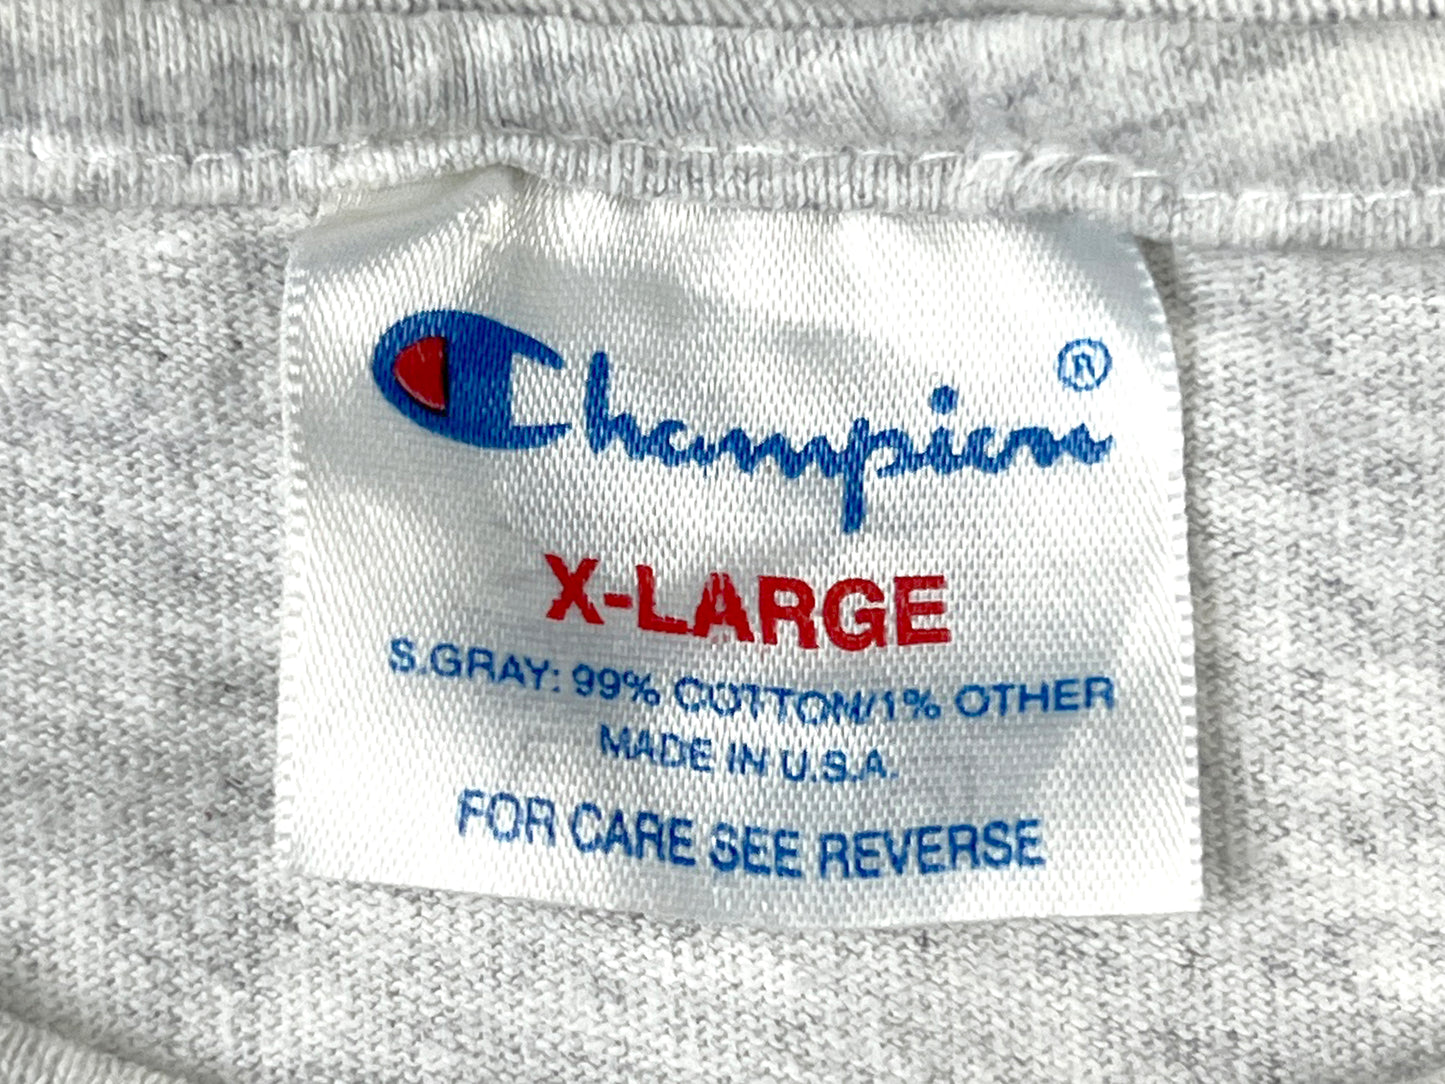 Champion®
X-LARGE
S.GRAY: 99% COTTON/1% OTHER
MADE IN U.S.A.
FOR CARE SEE REVERSE